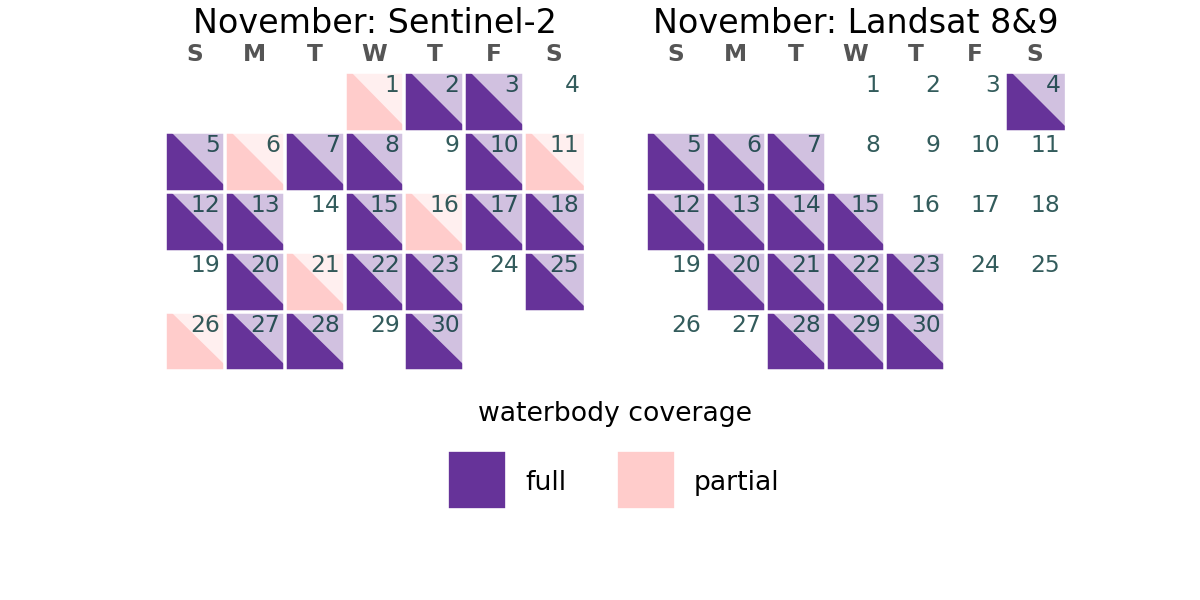 November: Sentinel-2
S M T W T F S
1 2 3 4
5 6 7 8 9 10 11
12 13 14 15 16 17 18
19 20 21 22 23 24 25
26 27 28 29 30
November: Landsat 8&9
S M T W T F S
1 2 3 4
5 6 7 8 9 10 11
12 13 14 15 16 17 18
19 20 21 22 23 24 25
26 27 28 29 30
waterbody coverage
full partial